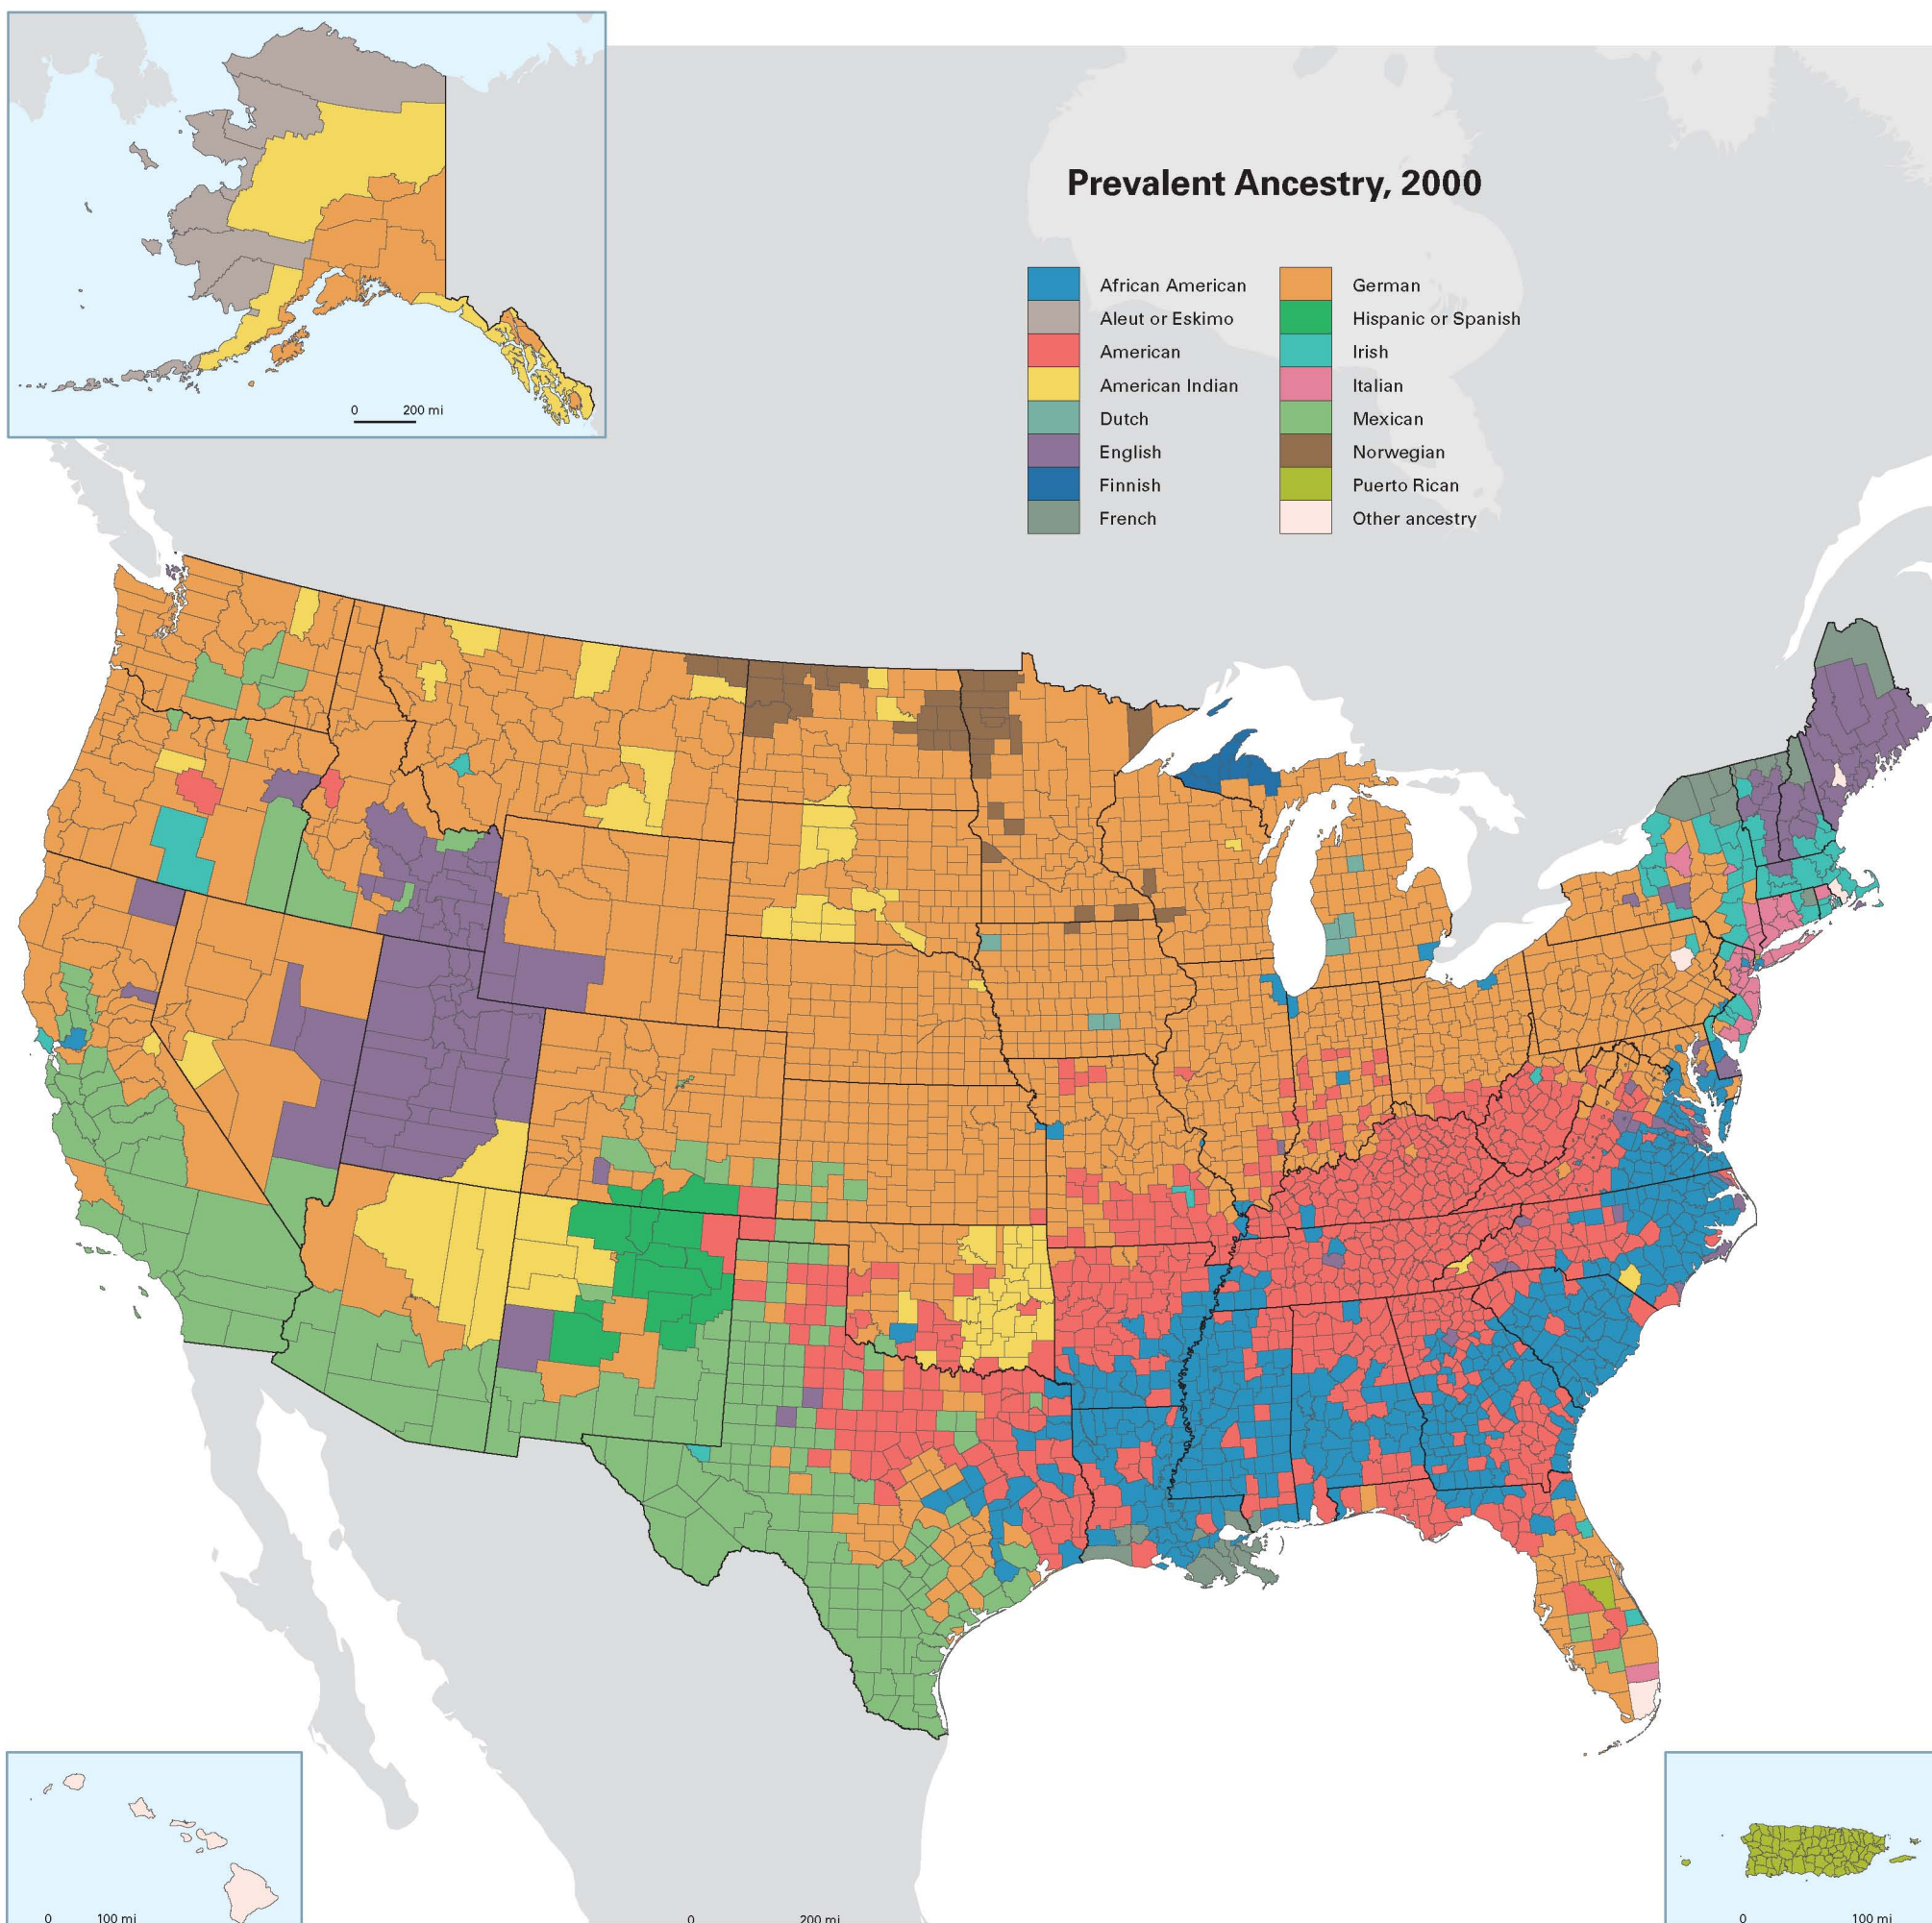 0 200 mi
Prevalent Ancestry, 2000
African American
Aleut or Eskimo
American
American Indian
Dutch
English
Finnish
French
German
Hispanic or Spanish
Irish
Italian
Mexican
Norwegian
Puerto Rican
Other ancestry
0 100 mi
0 200 mi
0 100 mi